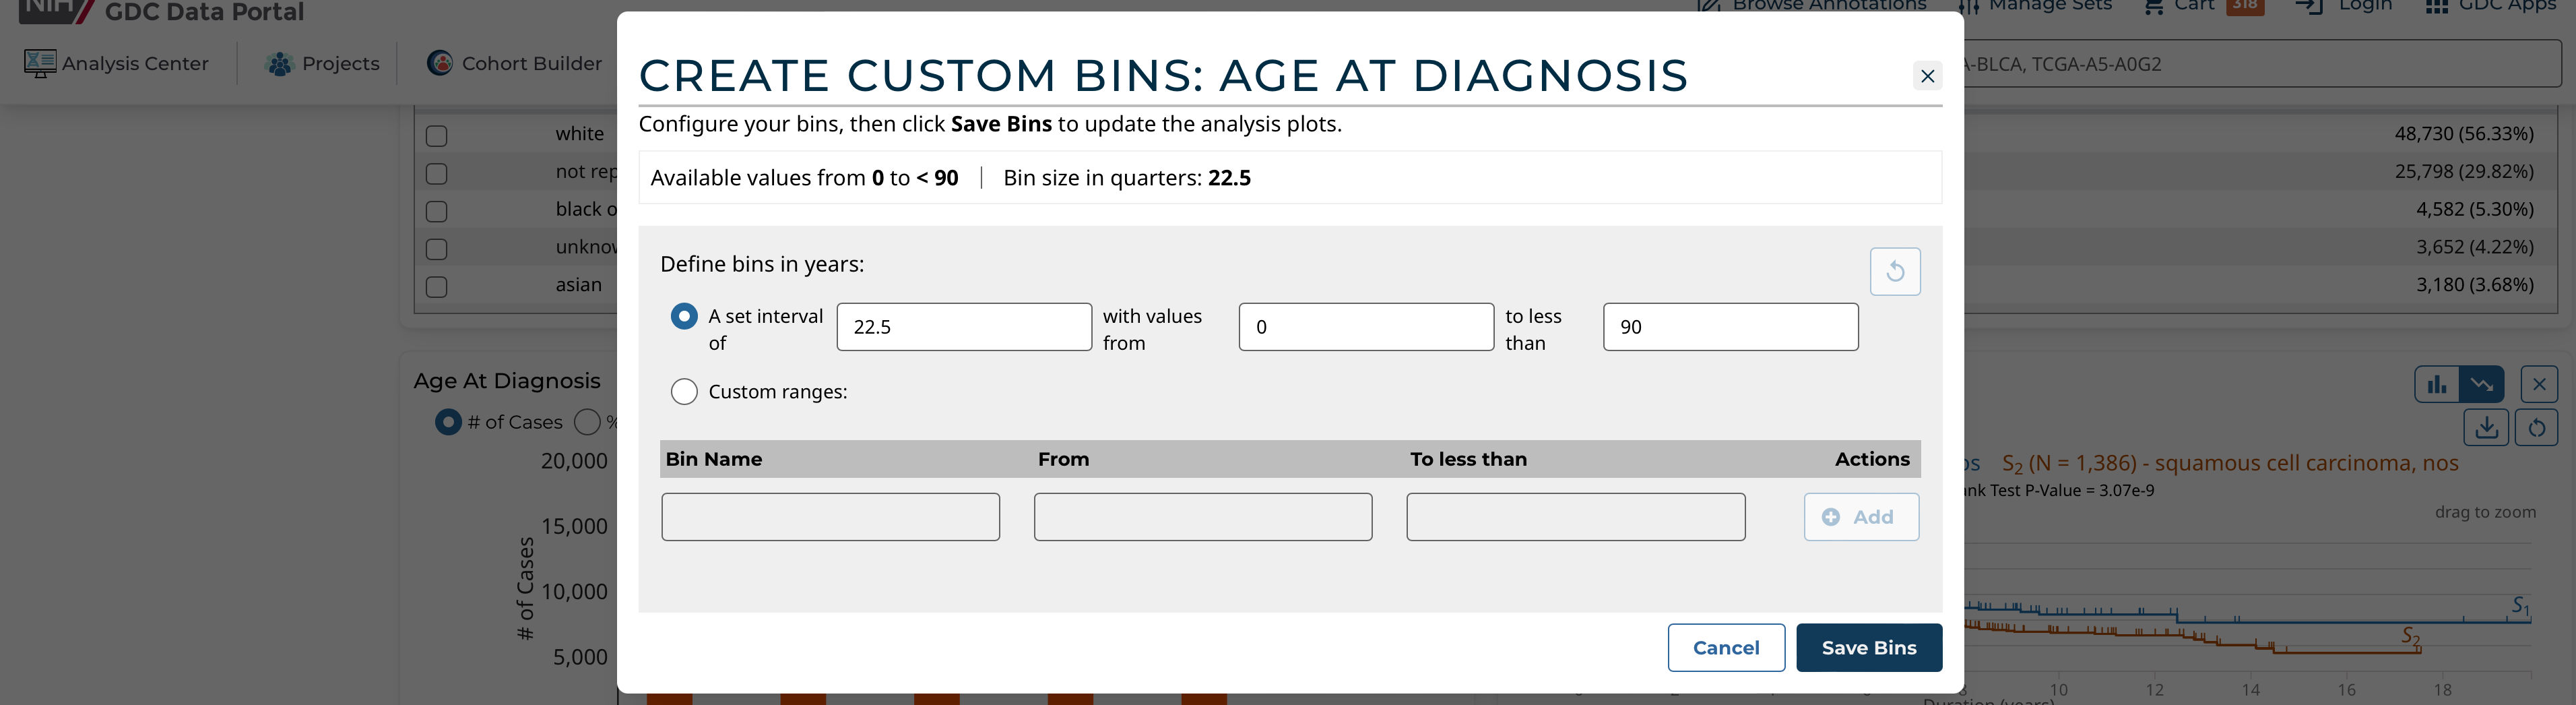 NIH
GDC Data Portal
Browse Annotations
Manage Sets
Cart 318
Login
GDC Apps
Analysis Center
Projects
Cohort Builder
A-BLCA, TCGA-A5-A0G2
CREATE CUSTOM BINS: AGE AT DIAGNOSIS
Configure your bins, then click Save Bins to update the analysis plots.
Available values from 0 to < 90 | Bin size in quarters: 22.5
Define bins in years:
A set interval of 22.5 with values from 0 to less than 90
Custom ranges:
Bin Name From To less than Actions
Add
Cancel Save Bins
white 48,730 (56.33%)
not rep 25,798 (29.82%)
black o 4,582 (5.30%)
unknow 3,652 (4.22%)
asian 3,180 (3.68%)
Age At Diagnosis
# of Cases %
20,000
15,000
10,000
5,000
# of Cases
os S2 (N = 1,386) - squamous cell carcinoma, nos
ank Test P-Value = 3.07e-9
drag to zoom
S1
S2
8 10 12 14 16 18
Duration (years)